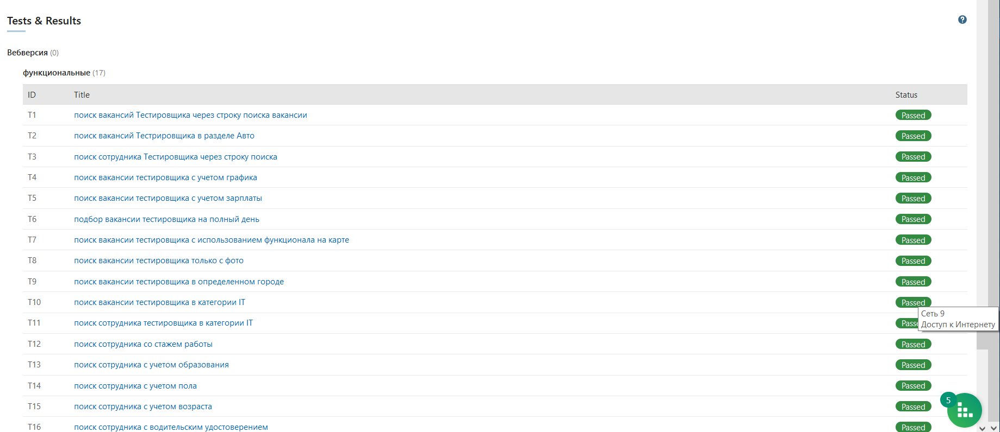 Tests & Results
Вебверсия (0)
функциональные (17)
ID Title Status
T1 поиск вакансий Тестировщика через строку поиска вакансии Passed
T2 поиск вакансий Тестрировщика в разделе Авто Passed
T3 поиск сотрудника Тестировщика через строку поиска Passed
T4 поиск вакансии тестировщика с учетом графика Passed
T5 поиск вакансии тестировщика с учетом зарплаты Passed
T6 подбор вакансии тестировщика на полный день Passed
T7 поиск вакансии тестировщика с использованием функционала на карте Passed
T8 поиск вакансии тестировщика только с фото Passed
T9 поиск вакансии тестировщика в определенном городе Passed
T10 поиск вакансии тестировщика в категории IT Passed
Сеть 9
T11 поиск сотрудника тестировщика в категории IT Passe
Доступ к Интернету
T12 поиск сотрудника со стажем работы Passed
T13 поиск сотрудника с учетом образования Passed
T14 поиск сотрудника с учетом пола Passed
T15 поиск сотрудника с учетом возраста Passed
5
T16 поиск сотрудника с водительским удостоверением Passed